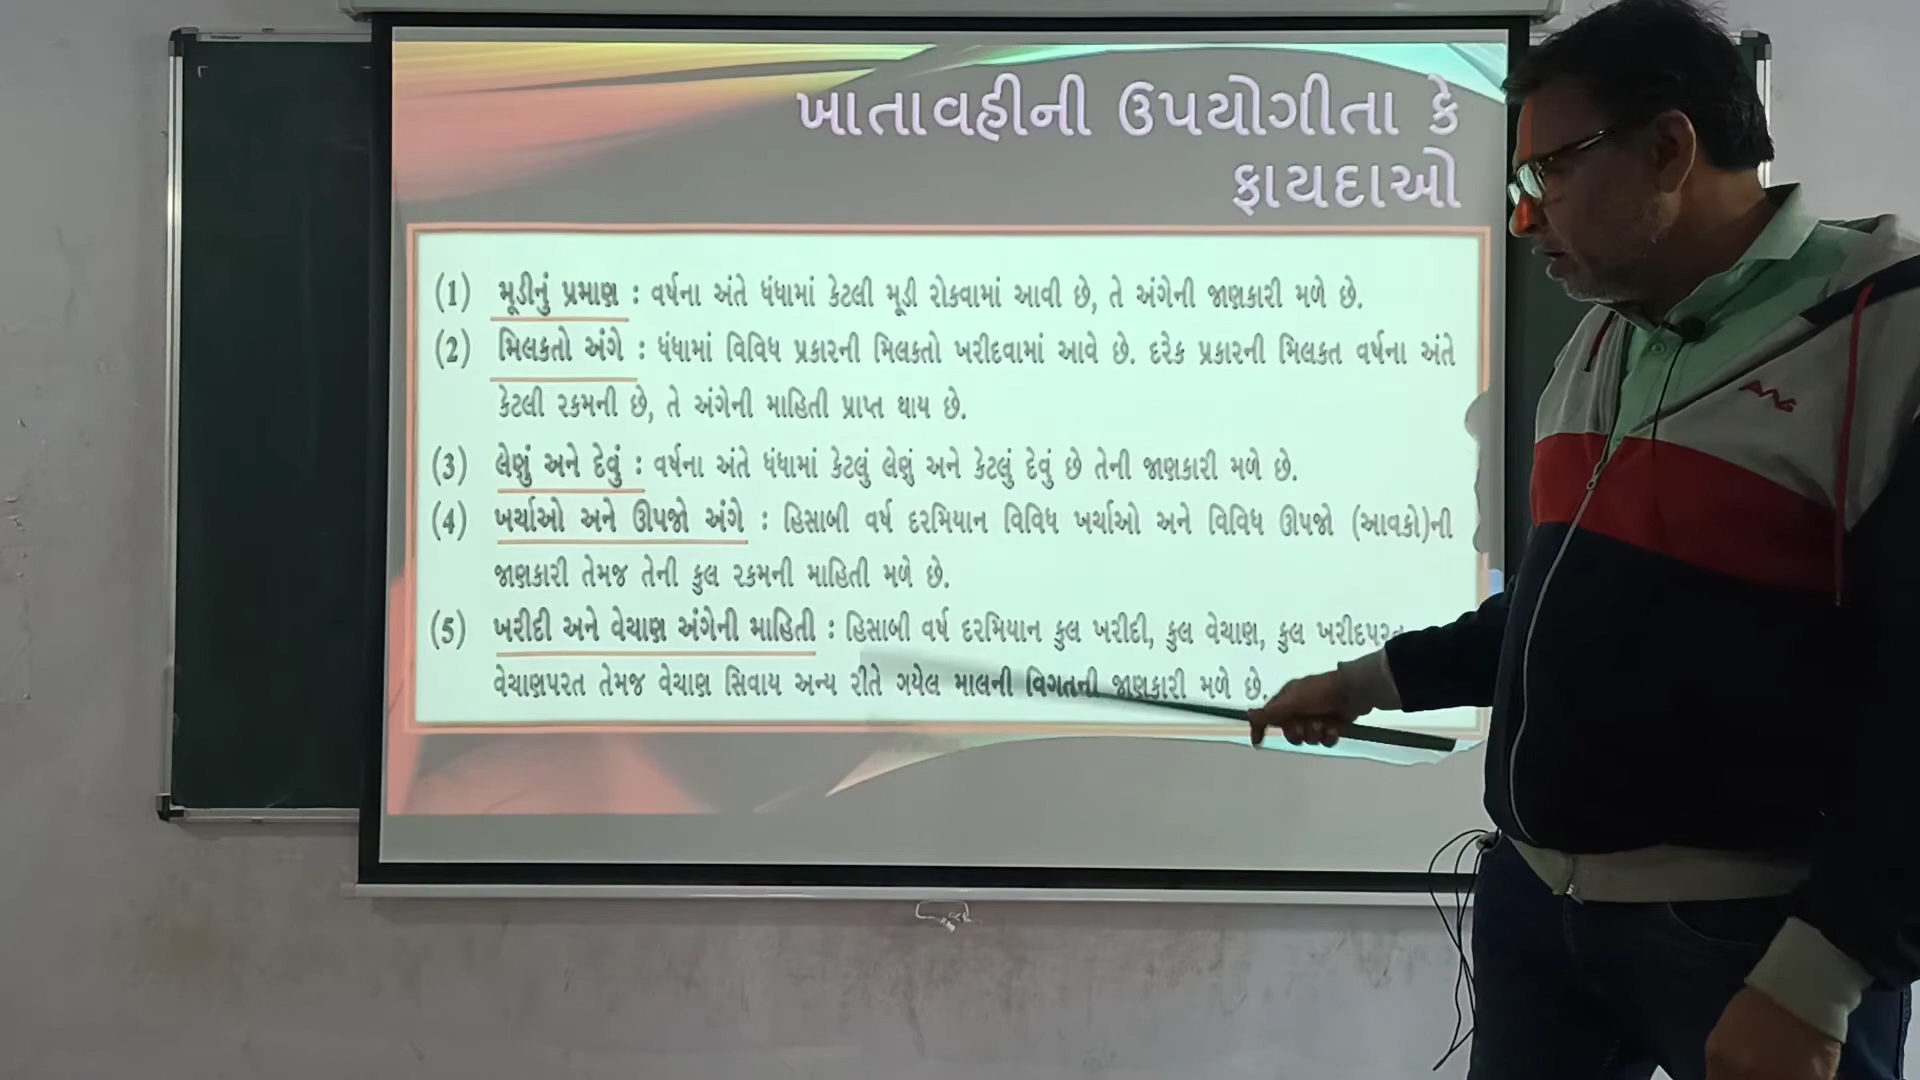 ખાતાવહીની ઉપયોગીતા કે
ફાયદાઓ
(1) મૂડીનું પ્રમાણ : વર્ષના અંતે ધંધામાં કેટલી મૂડી રોકવામાં આવી છે, તે અંગેની જાણકારી મળે છે.
(2) મિલકતો અંગે : ધંધામાં વિવિધ પ્રકારની મિલકતો ખરીદવામાં આવે છે. દરેક પ્રકારની મિલકત વર્ષના અંતે
કેટલી રકમની છે, તે અંગેની માહિતી પ્રાપ્ત થાય છે.
(3) લેણું અને દેવું : વર્ષના અંતે ધંધામાં કેટલું લેણું અને કેટલું દેવું છે તેની જાણકારી મળે છે.
(4) ખર્ચાઓ અને ઊપજો અંગે : હિસાબી વર્ષ દરમિયાન વિવિધ ખર્ચાઓ અને વિવિધ ઊપજો (આવકો)ની
જાણકારી તેમજ તેની કુલ રકમની માહિતી મળે છે.
(5) ખરીદી અને વેચાણ અંગેની માહિતી : હિસાબી વર્ષ દરમિયાન કુલ ખરીદી, કુલ વેચાણ, કુલ ખરીદપરત
વેચાણપરત તેમજ વેચાણ સિવાય અન્ય રીતે ગયેલ માલની વિગતની જાણકારી મળે છે.